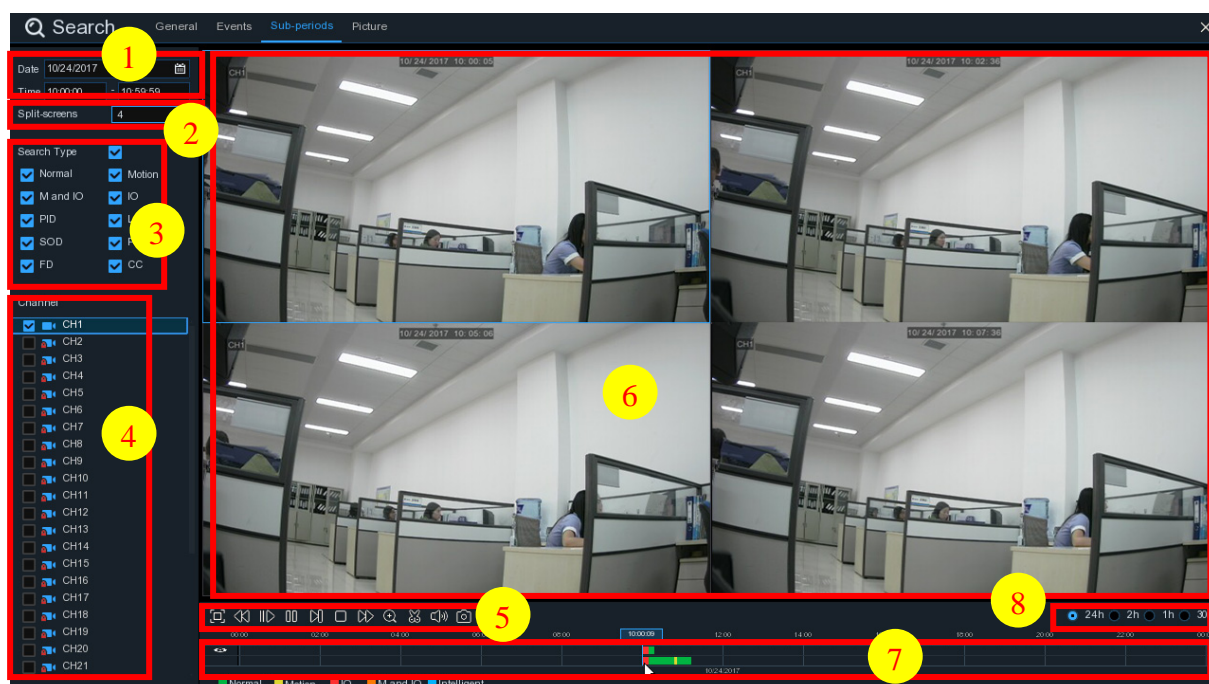 Search General Events Sub-periods Picture
1
Date 10/24/2017
Time 10:00:00 - 10:59:59
Split-screens 4
2
Search Type
Normal Motion
M and IO IO
PID
3
SOD
FD CC
Channel
CH1
CH2
CH3
CH4
CH5
CH6
CH7
CH8
CH9
CH10
CH11
CH12
CH13
CH14
CH15
CH16
CH17
CH18
CH19
CH20
CH21
4
CH1 10/24/2017 10:00:05
CH1 10/24/2017 10:02:36
CH1 10/24/2017 10:05:06
CH1 10/24/2017 10:07:36
6
5
8
24h 2h 1h 30
00:00 02:00 04:00 08:00 10:00:09 12:00 14:00 18:00 20:00 22:00
7
10/24/2017
Normal Motion IO M and IO Intelligent